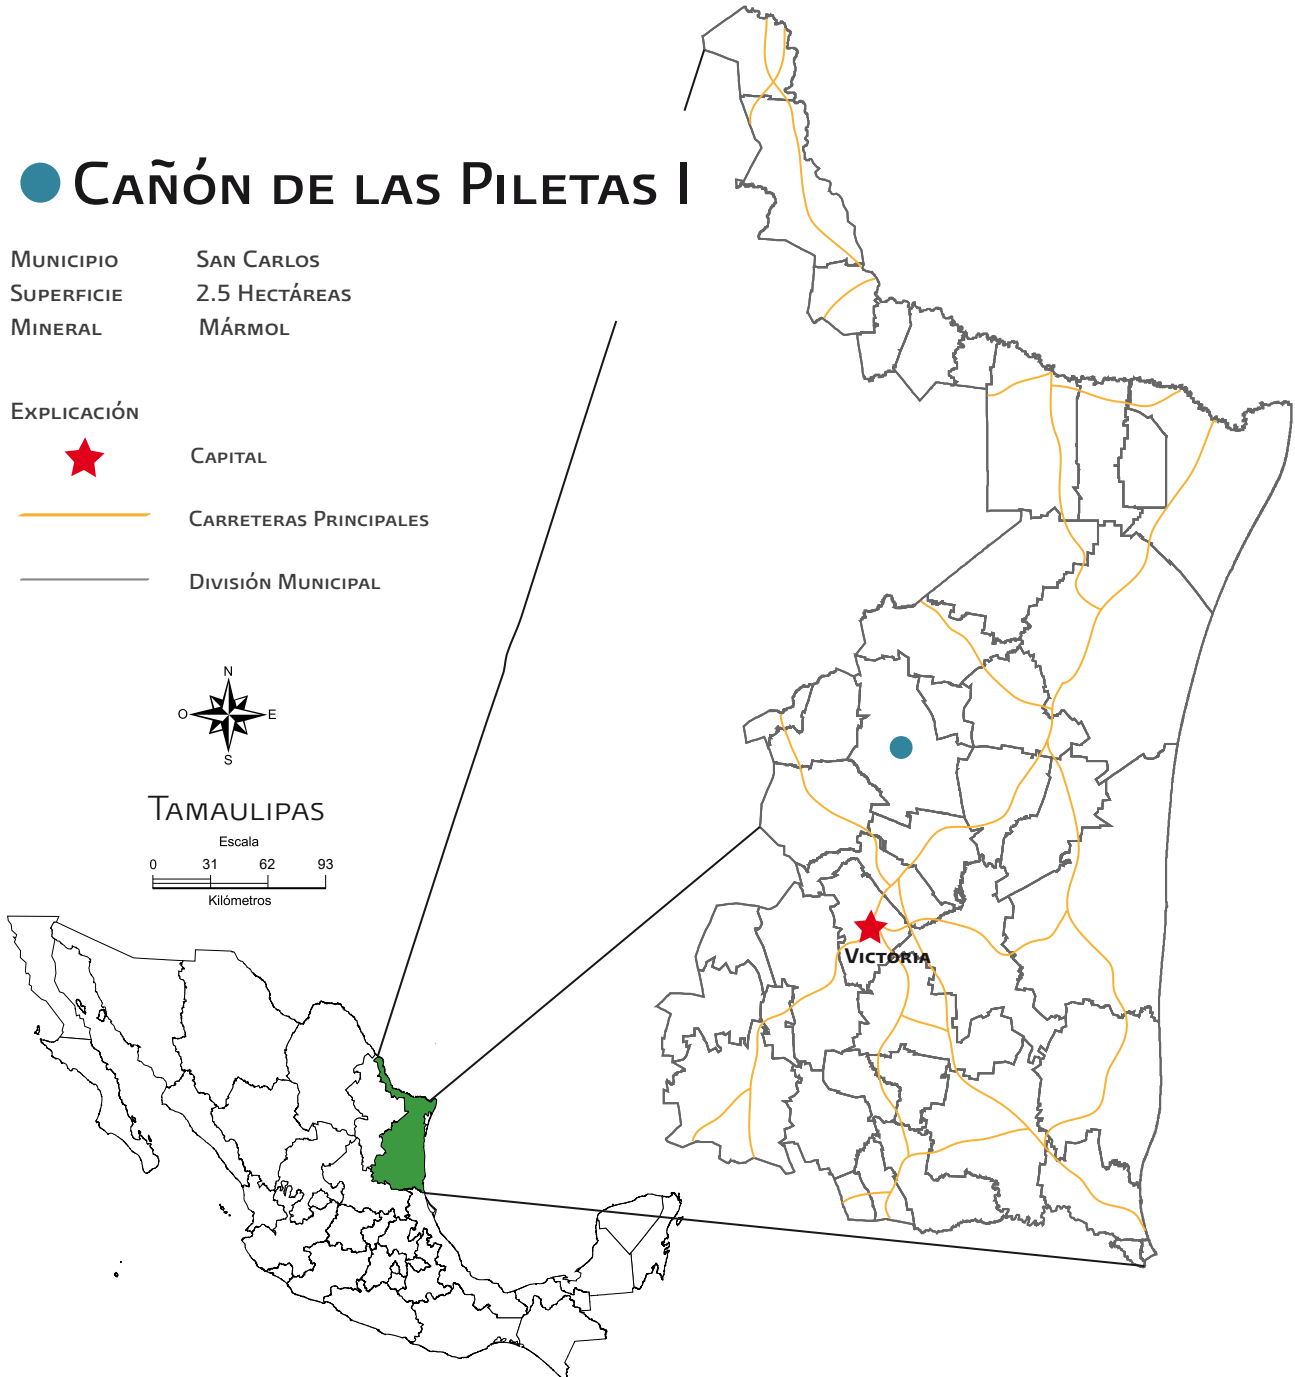 Cañón de las Piletas I
Municipio San Carlos
Superficie 2.5 Hectáreas
Mineral Mármol
Explicación
Capital
Carreteras Principales
División Municipal
N
O E
S
Tamaulipas
Escala
0 31 62 93
Kilómetros
Victoria